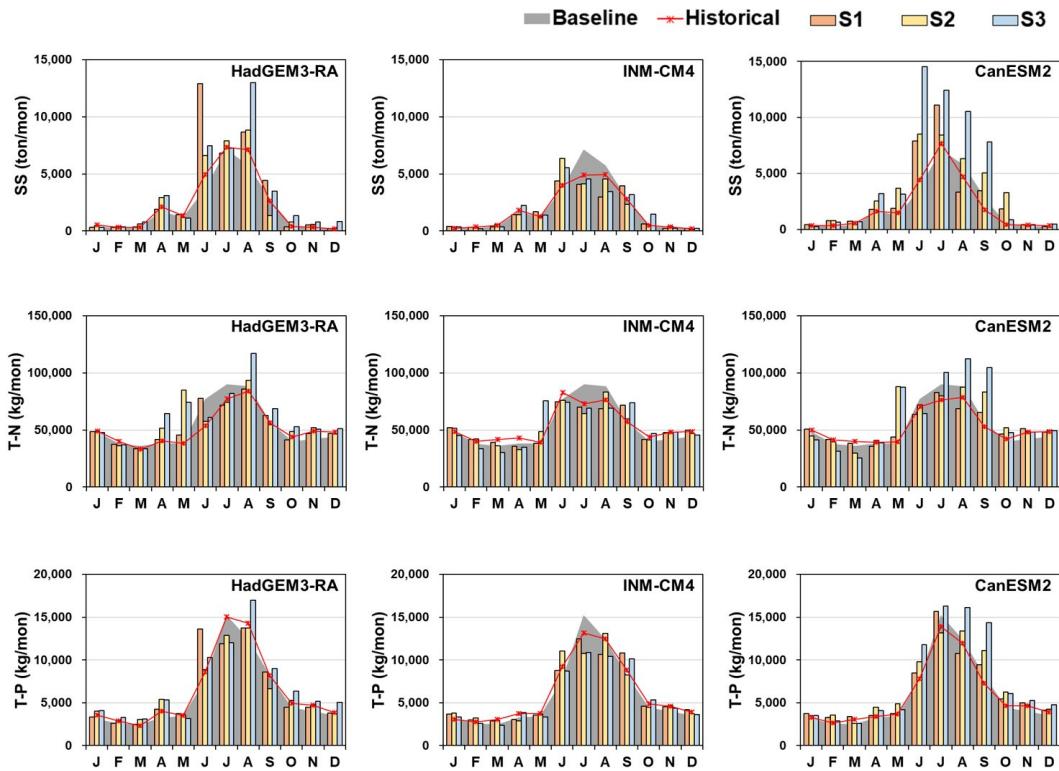 Baseline Historical S1 S2 S3
SS (ton/mon)
15,000
10,000
5,000
0
HadGEM3-RA
J F M A M J J A S O N D
SS (ton/mon)
15,000
10,000
5,000
0
INM-CM4
J F M A M J J A S O N D
SS (ton/mon)
15,000
10,000
5,000
0
CanESM2
J F M A M J J A S O N D
T-N (kg/mon)
150,000
100,000
50,000
0
HadGEM3-RA
J F M A M J J A S O N D
T-N (kg/mon)
150,000
100,000
50,000
0
INM-CM4
J F M A M J J A S O N D
T-N (kg/mon)
150,000
100,000
50,000
0
CanESM2
J F M A M J J A S O N D
T-P (kg/mon)
20,000
15,000
10,000
5,000
0
HadGEM3-RA
J F M A M J J A S O N D
T-P (kg/mon)
20,000
15,000
10,000
5,000
0
INM-CM4
J F M A M J J A S O N D
T-P (kg/mon)
20,000
15,000
10,000
5,000
0
CanESM2
J F M A M J J A S O N D